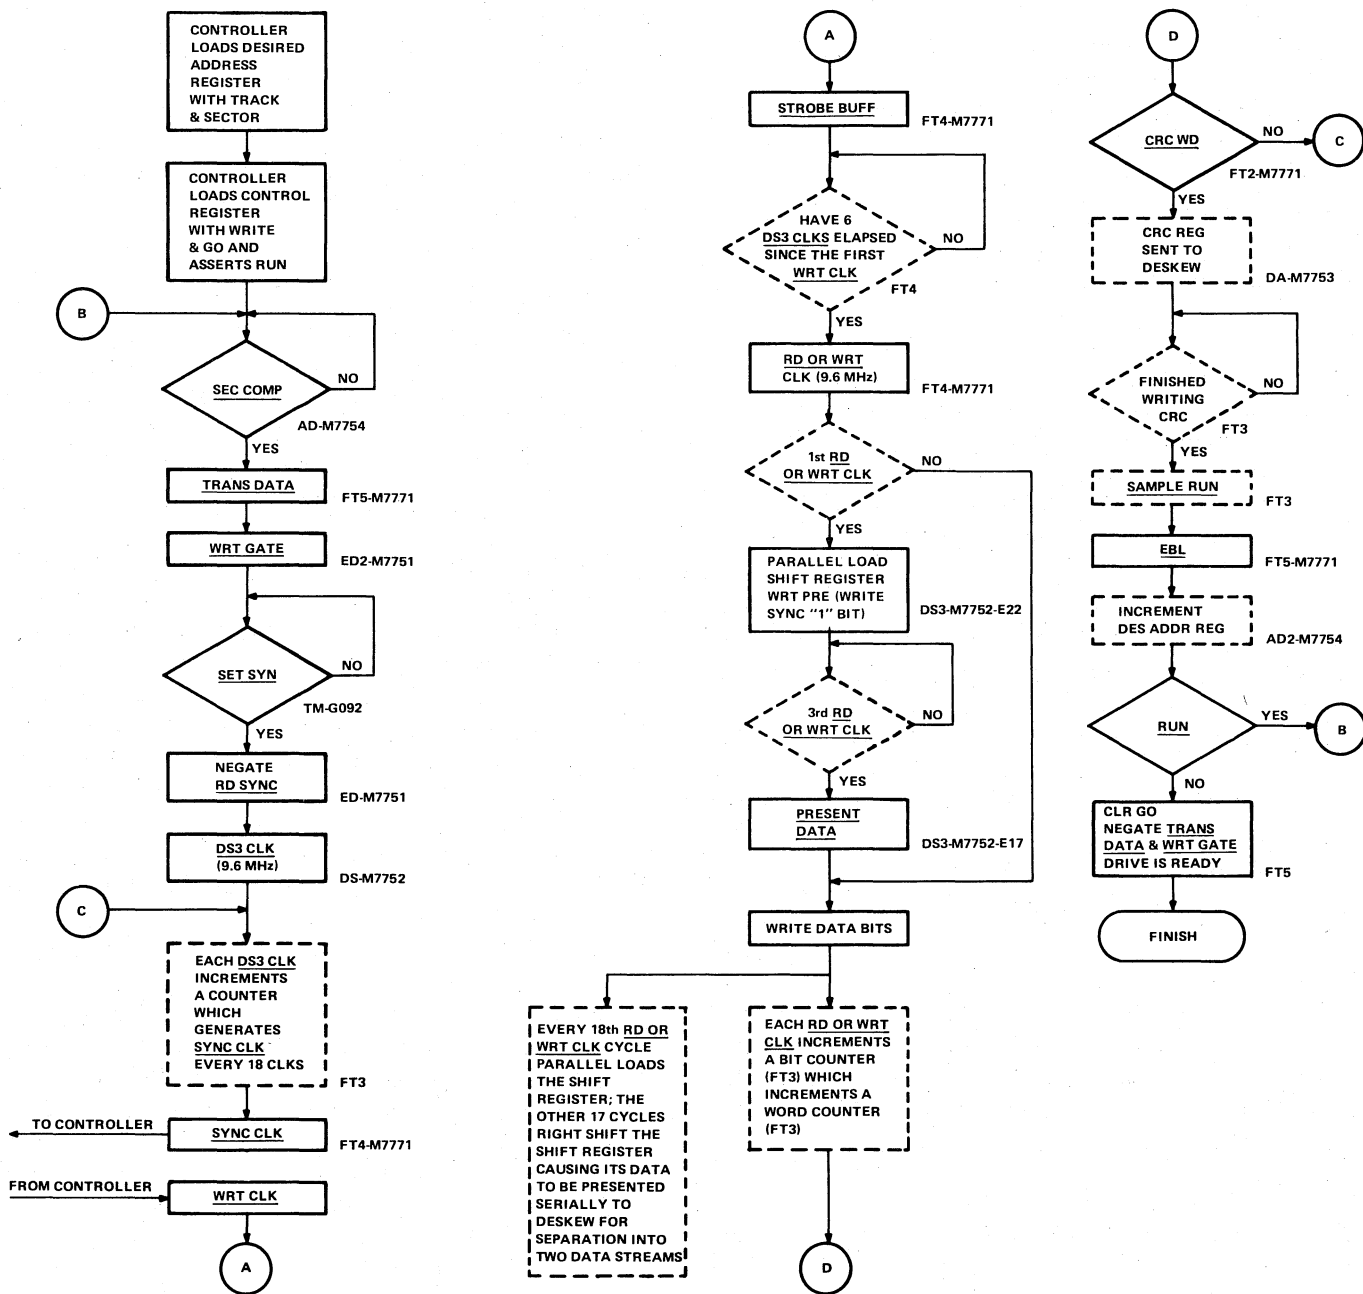 CONTROLLER
LOADS DESIRED
ADDRESS
REGISTER
WITH TRACK
& SECTOR
CONTROLLER
LOADS CONTROL
REGISTER
WITH WRITE
& GO AND
ASSERTS RUN
B
SEC COMP
NO
AD-M7754
YES
TRANS DATA
FT5-M7771
WRT GATE
ED2-M7751
SET SYN
NO
TM-G092
YES
NEGATE
RD SYNC
ED-M7751
DS3 CLK
(9.6 MHz)
DS-M7752
C
EACH DS3 CLK
INCREMENTS
A COUNTER
WHICH
GENERATES
SYNC CLK
EVERY 18 CLKS
FT3
TO CONTROLLER
SYNC CLK
FT4-M7771
FROM CONTROLLER
WRT CLK
A
A
STROBE BUFF
FT4-M7771
HAVE 6
DS3 CLKS ELAPSED
SINCE THE FIRST
WRT CLK
NO
FT4
YES
RD OR WRT
CLK (9.6 MHz)
FT4-M7771
1st RD
OR WRT CLK
NO
YES
PARALLEL LOAD
SHIFT REGISTER
WRT PRE (WRITE
SYNC "1" BIT)
DS3-M7752-E22
3rd RD
OR WRT CLK
NO
YES
PRESENT
DATA
DS3-M7752-E17
WRITE DATA BITS
EVERY 18th RD OR
WRT CLK CYCLE
PARALLEL LOADS
THE SHIFT
REGISTER; THE
OTHER 17 CYCLES
RIGHT SHIFT THE
SHIFT REGISTER
CAUSING ITS DATA
TO BE PRESENTED
SERIALLY TO
DESKEW FOR
SEPARATION INTO
TWO DATA STREAMS
EACH RD OR WRT
CLK INCREMENTS
A BIT COUNTER
(FT3) WHICH
INCREMENTS A
WORD COUNTER
(FT3)
D
D
CRC WD
NO
C
FT2-M7771
YES
CRC REG
SENT TO
DESKEW
DA-M7753
FINISHED
WRITING
CRC
NO
FT3
YES
SAMPLE RUN
FT3
EBL
FT5-M7771
INCREMENT
DES ADDR REG
AD2-M7754
RUN
YES
B
NO
CLR GO
NEGATE TRANS
DATA & WRT GATE
DRIVE IS READY
FT5
FINISH